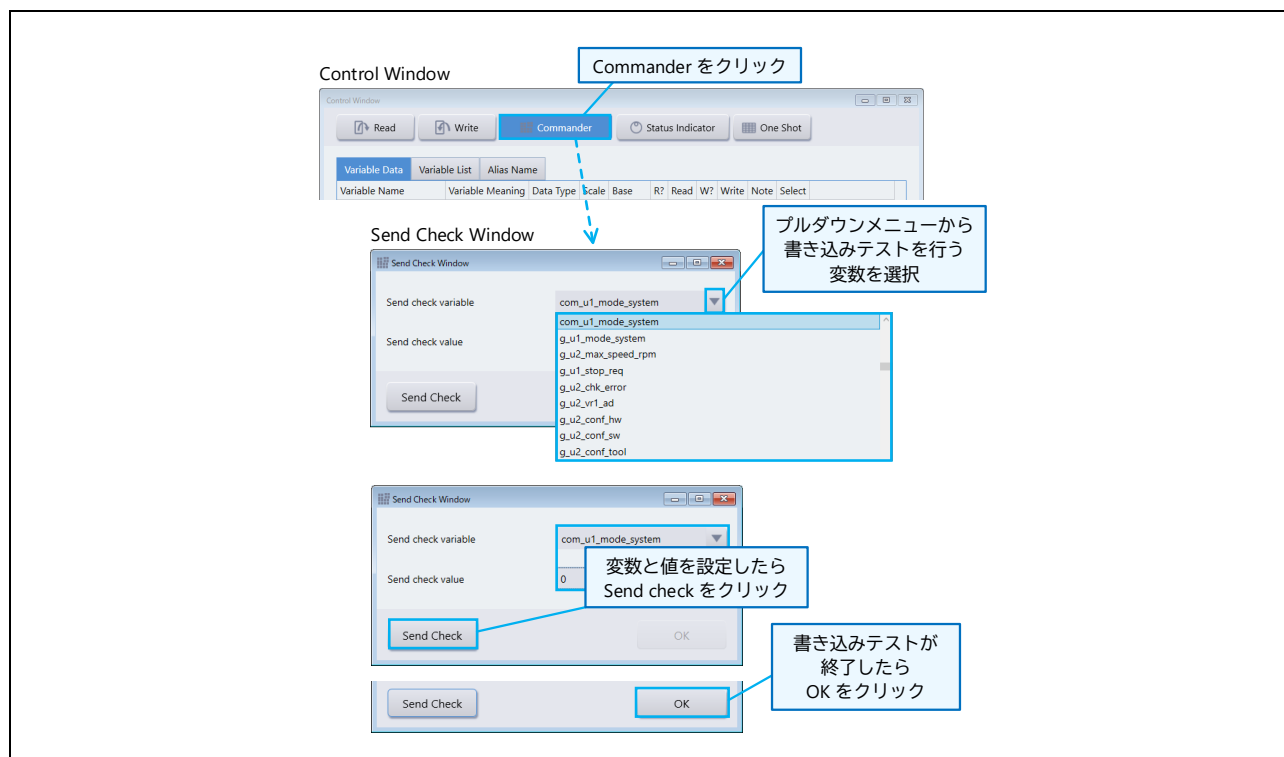 Commander をクリック
Control Window
Control Window
Read Write Commander Status Indicator One Shot
Variable Data Variable List Alias Name
Variable Name Variable Meaning Data Type Scale Base R? Read W? Write Note Select
プルダウンメニューから
書き込みテストを行う
変数を選択
Send Check Window
Send Check Window
Send check variable com_u1_mode_system
com_u1_mode_system
Send check value
g_u1_mode_system
g_u2_max_speed_rpm
g_u1_stop_req
g_u2_chk_error
Send Check
g_u2_vr1_ad
g_u2_conf_hw
g_u2_conf_sw
g_u2_conf_tool
Send Check Window
Send check variable com_u1_mode_system
Send check value 0
変数と値を設定したら
Send check をクリック
Send Check OK
書き込みテストが
終了したら
OK をクリック
Send Check OK